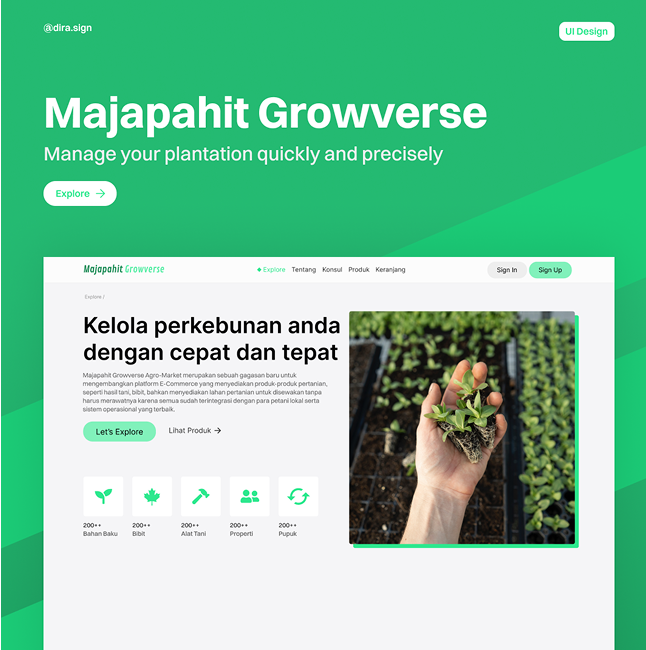 @dira.sign
UI Design
Majapahit Growverse
Manage your plantation quickly and precisely
Explore →
Majapahit Growverse
Explore
Tentang
Konsul
Produk
Keranjang
Sign In
Sign Up
Explore /
Kelola perkebunan anda
dengan cepat dan tepat
Majapahit Growverse Agro-Market merupakan sebuah gagasan baru untuk
mengembangkan platform E-Commerce yang menyediakan produk-produk pertanian,
seperti hasil tani, bibit, bahkan menyediakan lahan pertanian untuk disewakan tanpa
harus merawatnya karena semua sudah terintegrasi dengan para petani lokal serta
sistem operasional yang terbaik.
Let's Explore
Lihat Produk →
200++
Bahan Baku
200++
Bibit
200++
Alat Tani
200++
Properti
200++
Pupuk